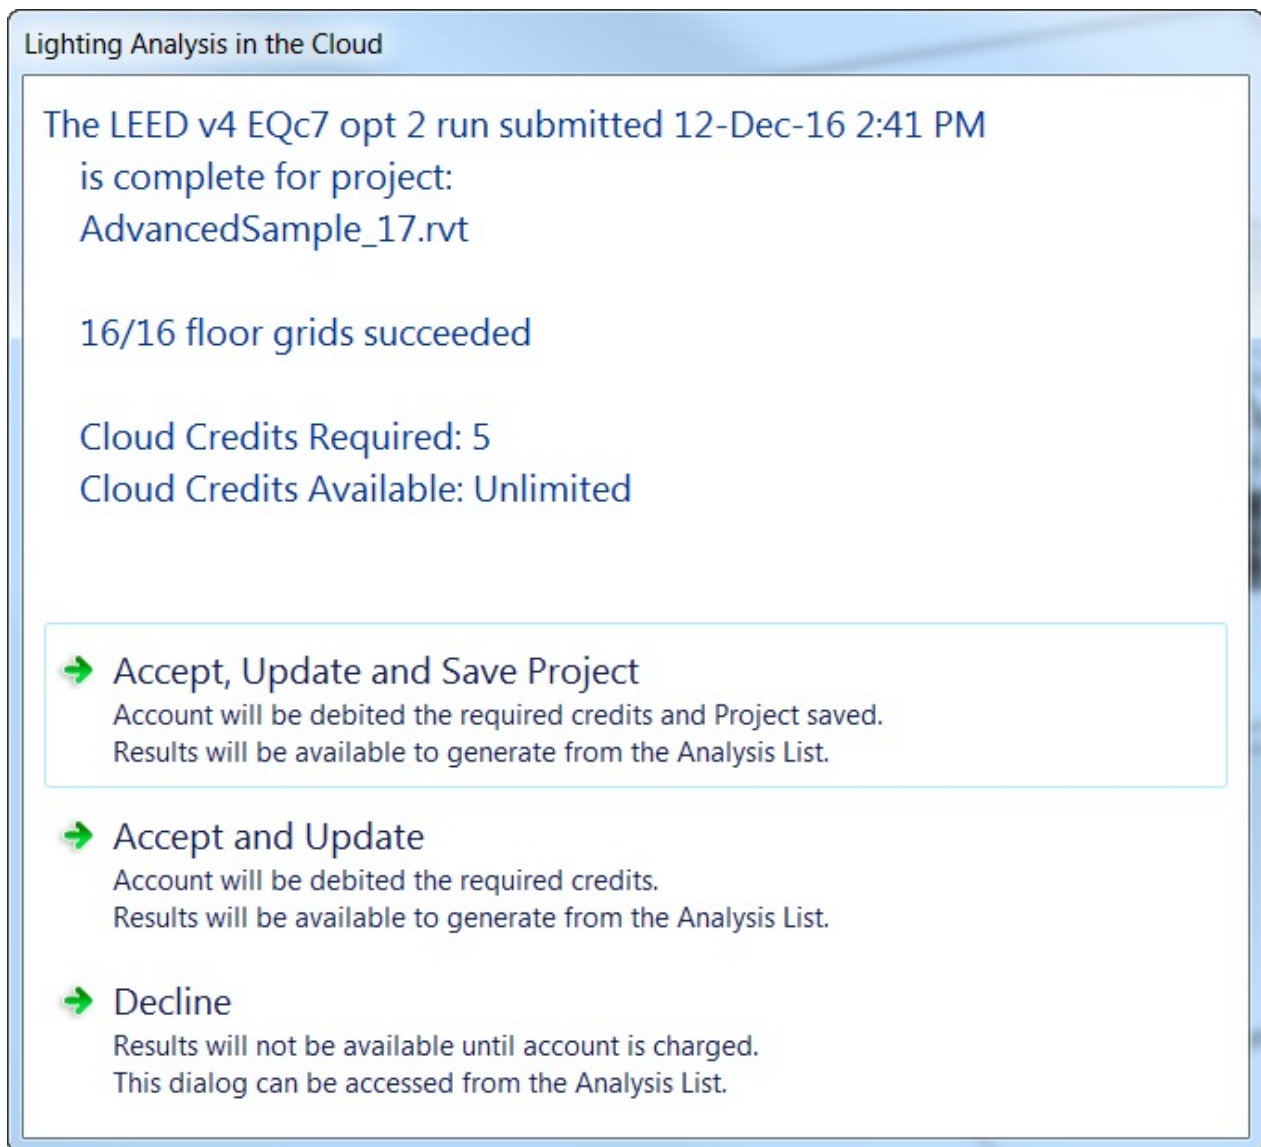 Lighting Analysis in the Cloud
The LEED v4 EQc7 opt 2 run submitted 12-Dec-16 2:41 PM
is complete for project:
AdvancedSample_17.rvt
16/16 floor grids succeeded
Cloud Credits Required: 5
Cloud Credits Available: Unlimited
Accept, Update and Save Project
Account will be debited the required credits and Project saved.
Results will be available to generate from the Analysis List.
Accept and Update
Account will be debited the required credits.
Results will be available to generate from the Analysis List.
Decline
Results will not be available until account is charged.
This dialog can be accessed from the Analysis List.